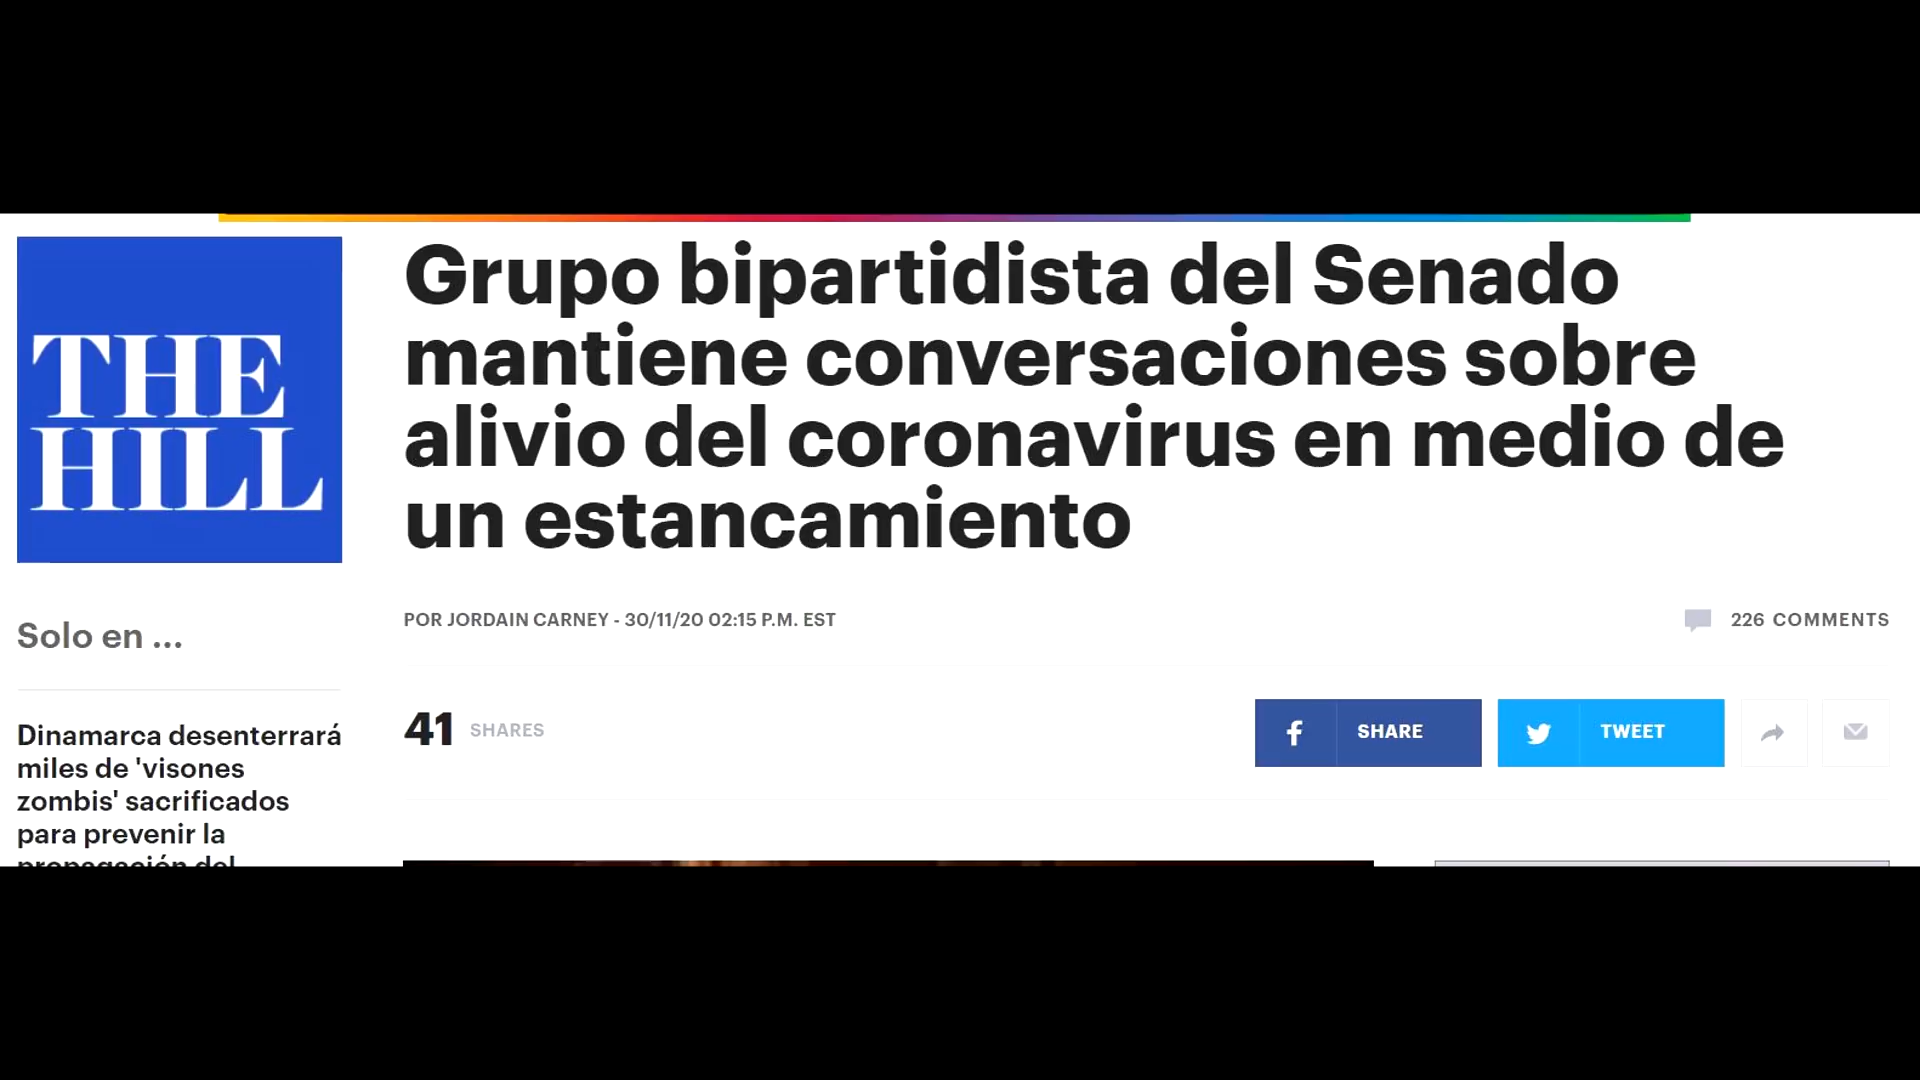 THE
HILL
Grupo bipartidista del Senado
mantiene conversaciones sobre
alivio del coronavirus en medio de
un estancamiento
POR JORDAIN CARNEY - 30/11/20 02:15 P.M. EST
226 COMMENTS
41 SHARES
SHARE
TWEET
Solo en ...
Dinamarca desenterrará
miles de 'visones
zombis' sacrificados
para prevenir la
propagación del